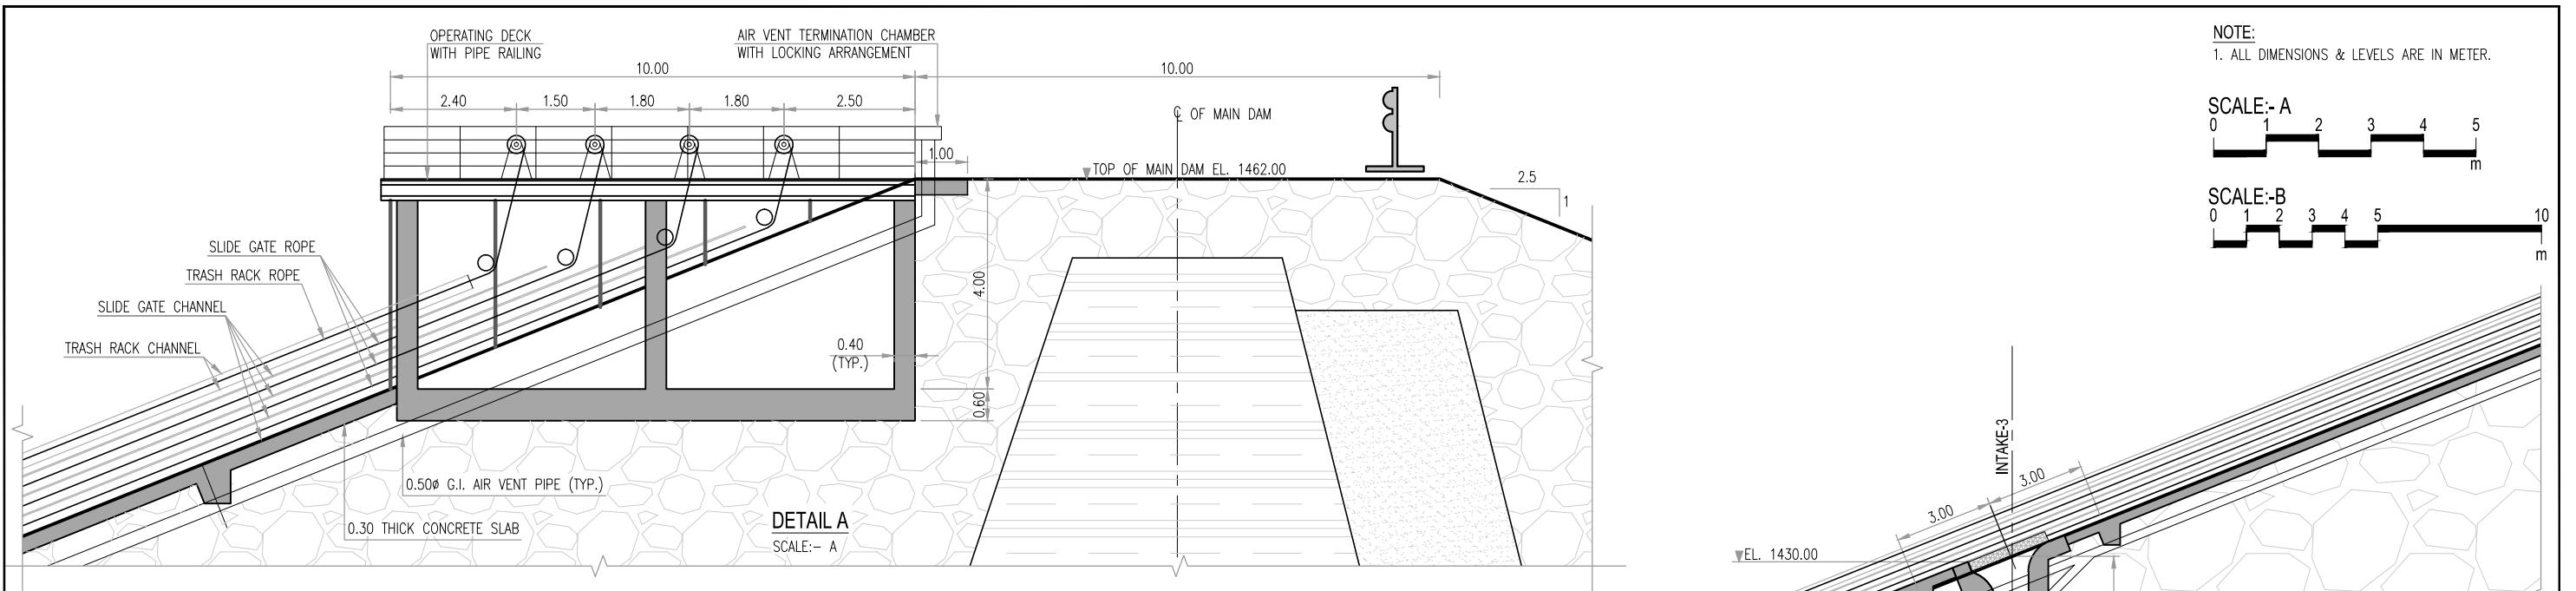 OPERATING DECK
WITH PIPE RAILING
AIR VENT TERMINATION CHAMBER
WITH LOCKING ARRANGEMENT
10.00
10.00
2.40
1.50
1.80
1.80
2.50
℄ OF MAIN DAM
1.00
TOP OF MAIN DAM EL. 1462.00
2.5
1
SLIDE GATE ROPE
TRASH RACK ROPE
SLIDE GATE CHANNEL
TRASH RACK CHANNEL
4.00
0.40
(TYP.)
0.60
0.50ø G.I. AIR VENT PIPE (TYP.)
0.30 THICK CONCRETE SLAB
DETAIL A
SCALE:- A
NOTE:
1. ALL DIMENSIONS & LEVELS ARE IN METER.
SCALE:- A
0 1 2 3 4 5
m
SCALE:-B
0 1 2 3 4 5 10
m
INTAKE-3
3.00
3.00
EL. 1430.00